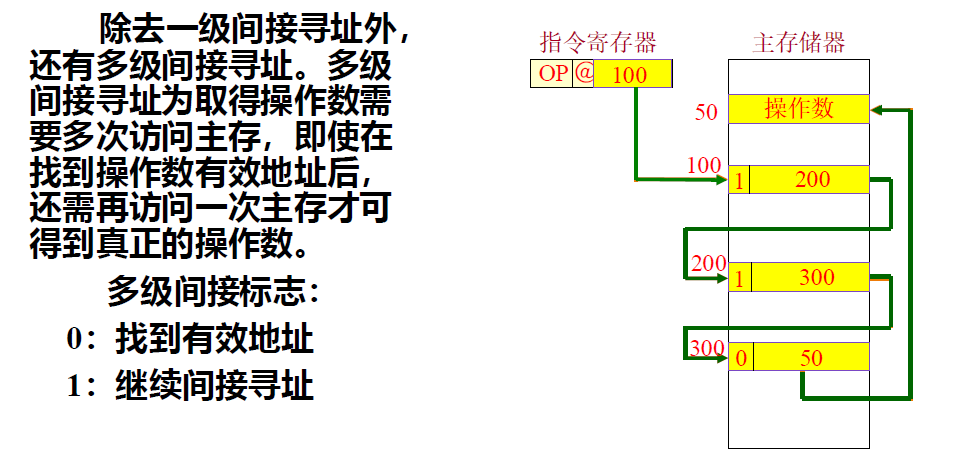 除去一级间接寻址外，
还有多级间接寻址。多级
间接寻址为取得操作数需
要多次访问主存，即使在
找到操作数有效地址后，
还需再访问一次主存才可
得到真正的操作数。
多级间接标志：
0：找到有效地址
1：继续间接寻址
指令寄存器
OP @ 100
主存储器
50 操作数
100 1 200
200 1 300
300 0 50